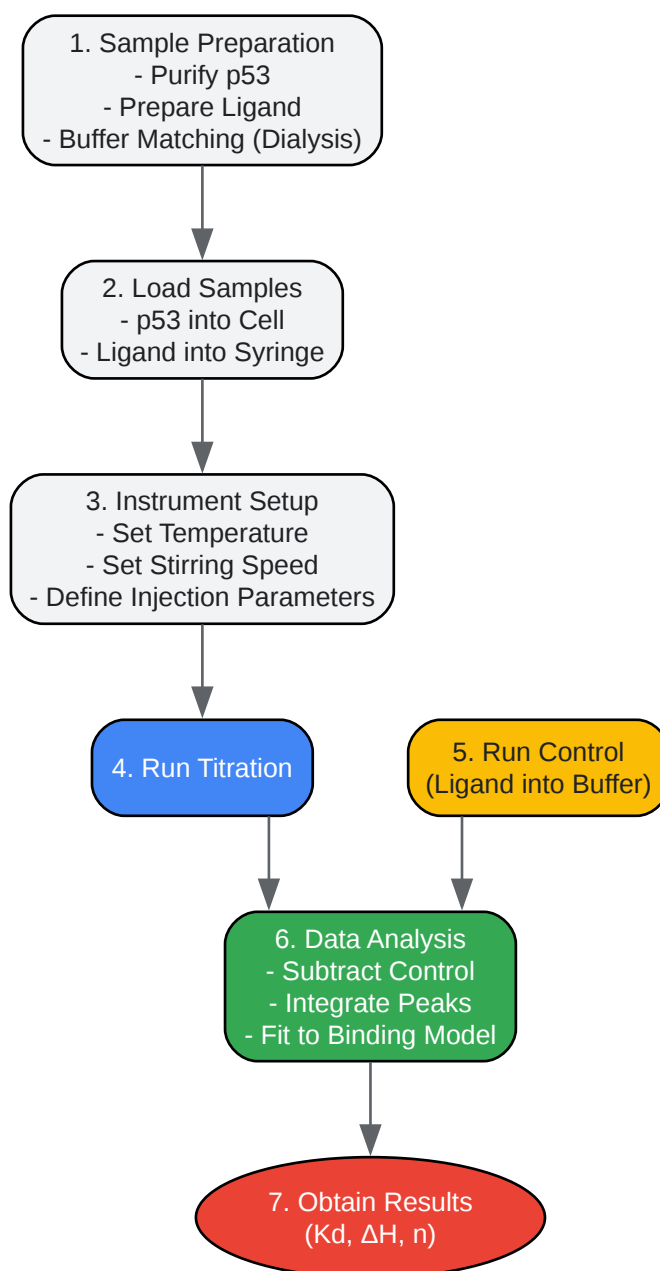 1. Sample Preparation
- Purify p53
- Prepare Ligand
- Buffer Matching (Dialysis)
2. Load Samples
- p53 into Cell
- Ligand into Syringe
3. Instrument Setup
- Set Temperature
- Set Stirring Speed
- Define Injection Parameters
4. Run Titration
5. Run Control
(Ligand into Buffer)
6. Data Analysis
- Subtract Control
- Integrate Peaks
- Fit to Binding Model
7. Obtain Results
(Kd, ΔH, n)